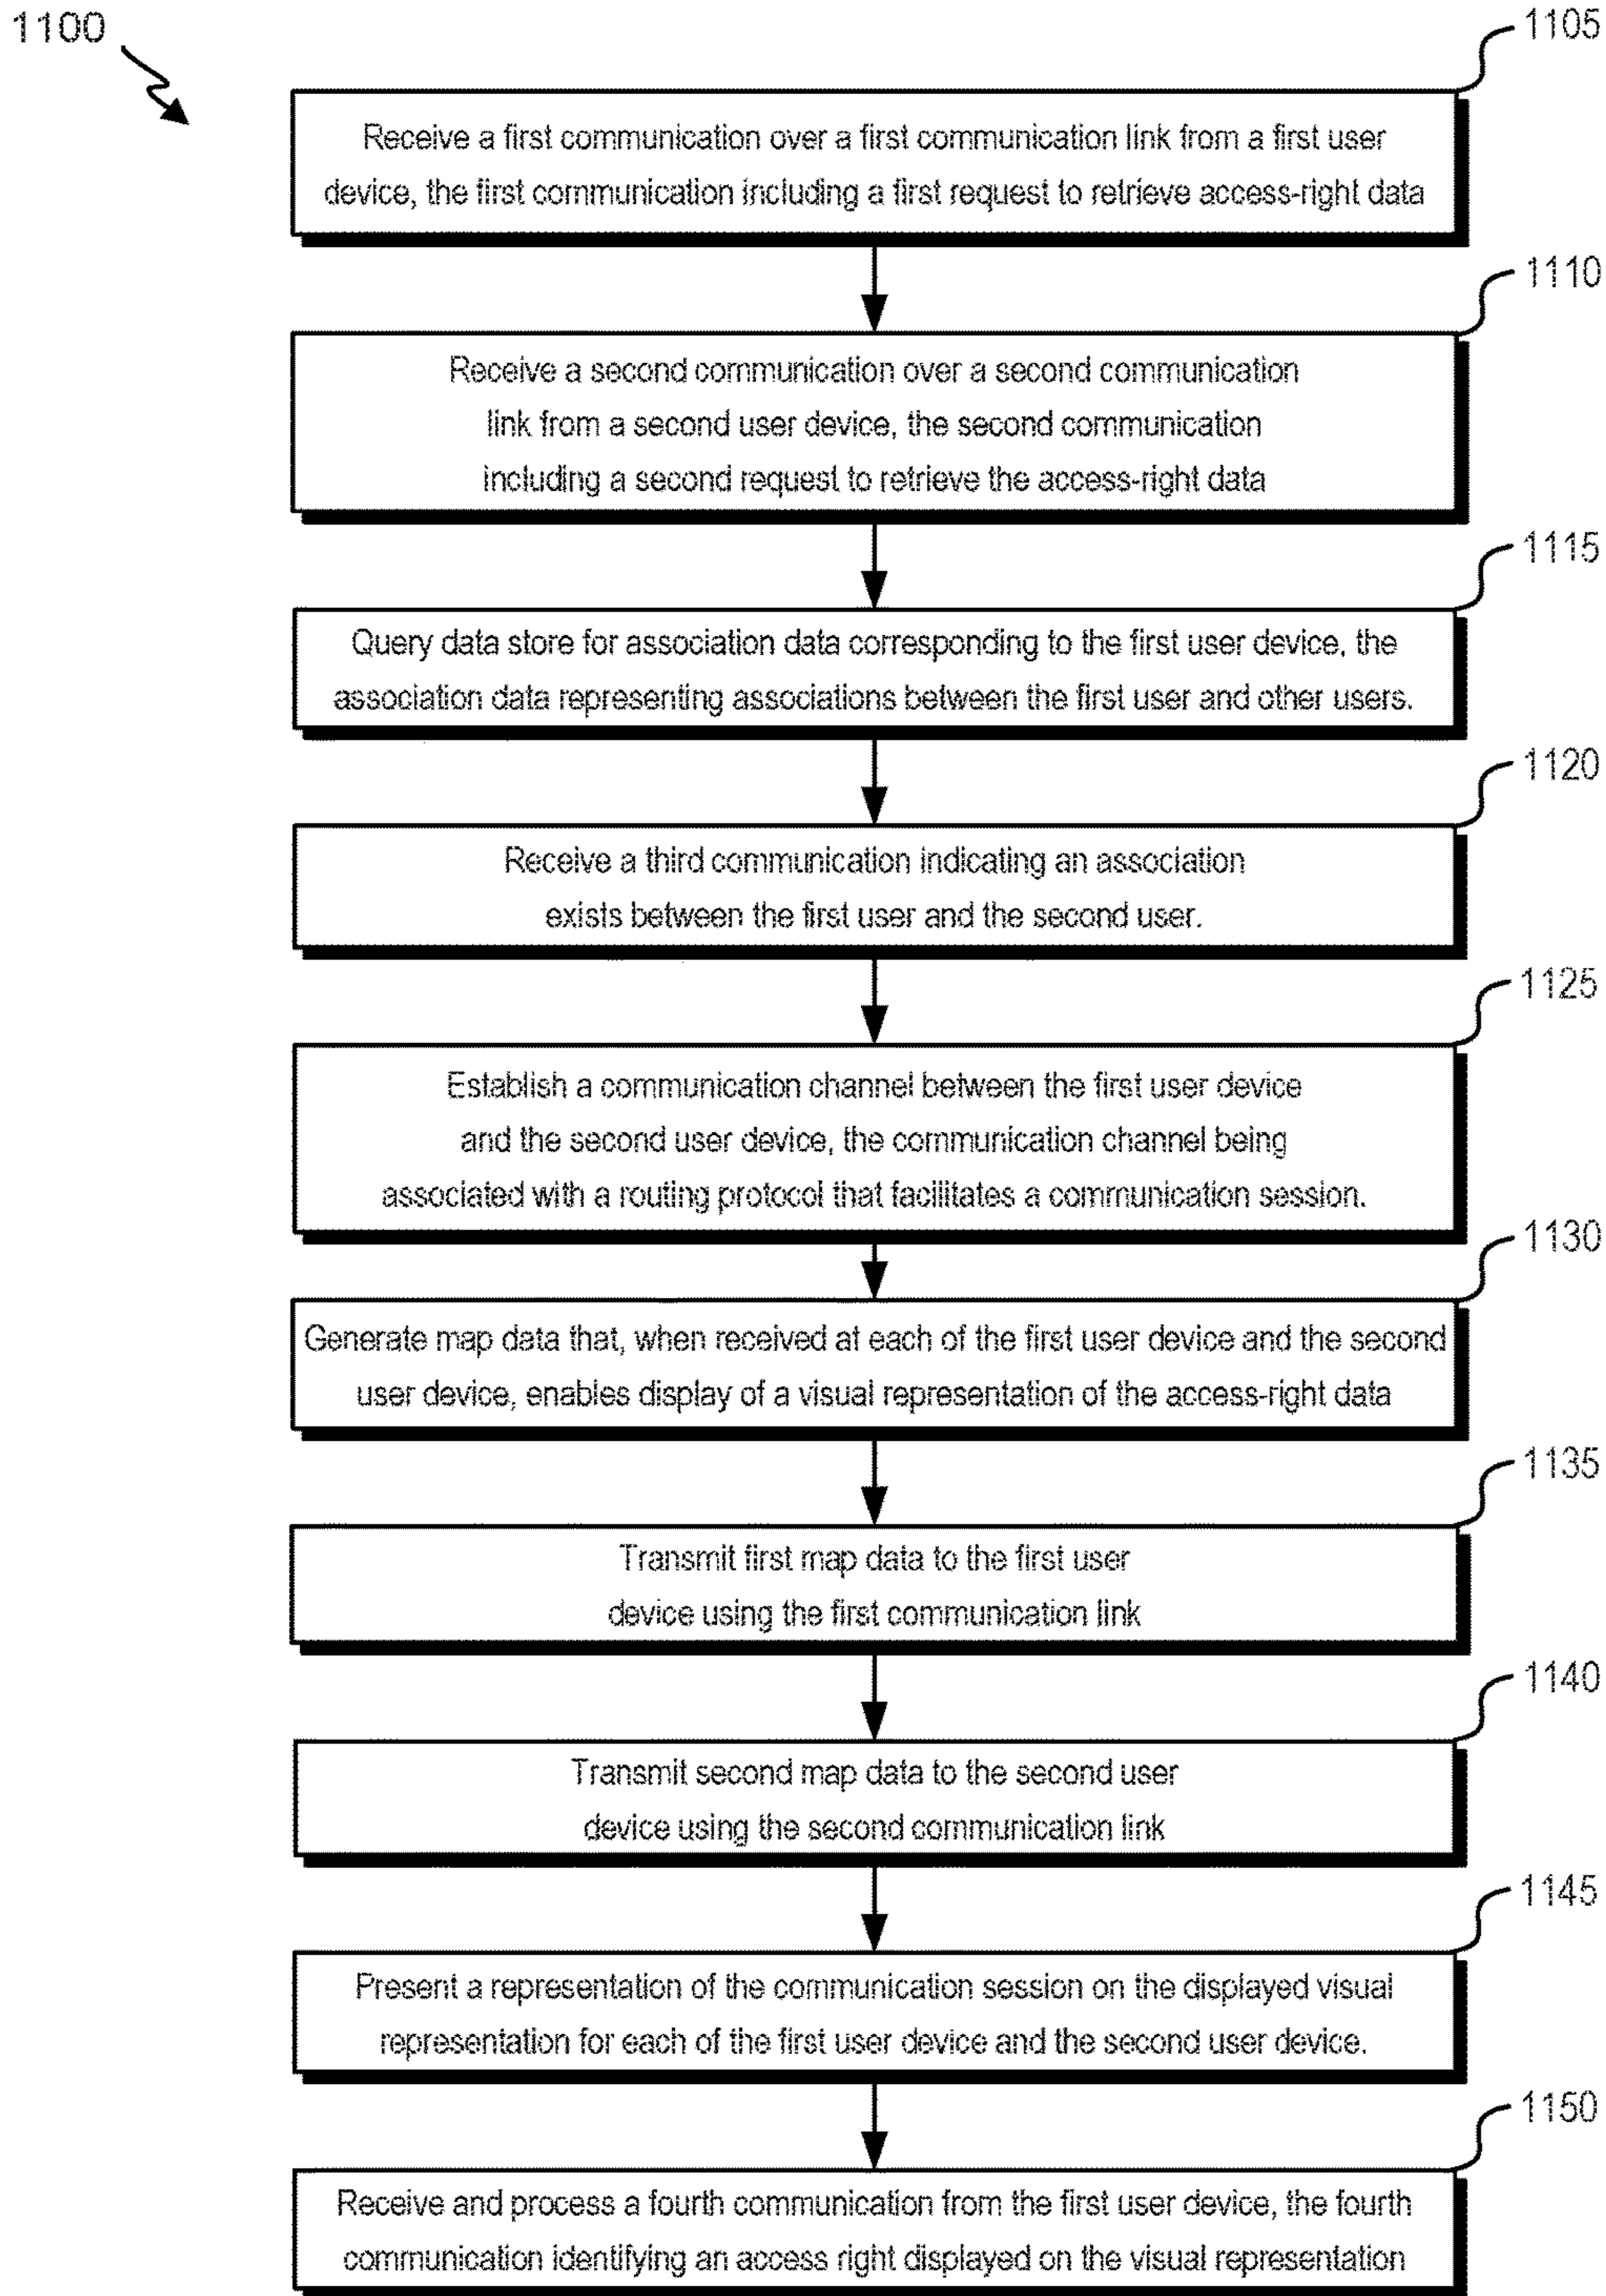 1100
1105
Receive a first communication over a first communication link from a first user
device, the first communication including a first request to retrieve access-right data
1110
Receive a second communication over a second communication
link from a second user device, the second communication
including a second request to retrieve the access-right data
1115
Query data store for association data corresponding to the first user device, the
association data representing associations between the first user and other users.
1120
Receive a third communication indicating an association
exists between the first user and the second user.
1125
Establish a communication channel between the first user device
and the second user device, the communication channel being
associated with a routing protocol that facilitates a communication session.
1130
Generate map data that, when received at each of the first user device and the second
user device, enables display of a visual representation of the access-right data
1135
Transmit first map data to the first user
device using the first communication link
1140
Transmit second map data to the second user
device using the second communication link
1145
Present a representation of the communication session on the displayed visual
representation for each of the first user device and the second user device.
1150
Receive and process a fourth communication from the first user device, the fourth
communication identifying an access right displayed on the visual representation